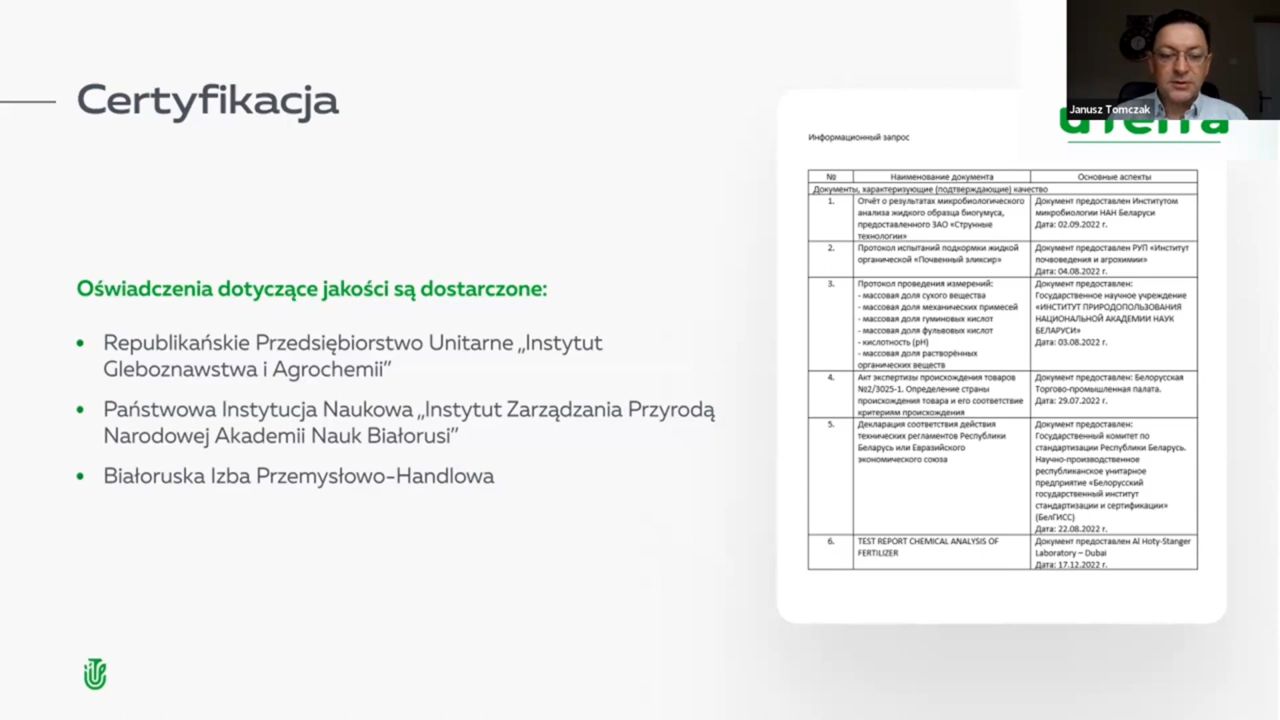 Certyfikacja
Oświadczenia dotyczące jakości są dostarczone:
Republikańskie Przedsiębiorstwo Unitarne „Instytut
Gleboznawstwa i Agrochemii”
Państwowa Instytucja Naukowa „Instytut Zarządzania Przyrodą
Narodowej Akademii Nauk Białorusi”
Białoruska Izba Przemysłowo-Handlowa
Janusz Tomczak
Информационный запрос
№ Наименование документа Основные аспекты
Документы, характеризующие (подтверждающие) качество
1. Отчёт о результатах микробиологического Документ предоставлен Институтом
анализа жидкого образца биогумуса, микробиологии НАН Беларуси
предоставленного ЗАО «Струнные Дата: 02.09.2022 г.
технологии»
2. Протокол испытаний подкормки жидкой Документ предоставлен РУП «Институт
органической «Почвенный эликсир» почвоведения и агрохимии»
Дата: 04.08.2022 г.
3. Протокол проведения измерений: Документ предоставлен:
- массовая доля сухого вещества Государственное научное учреждение
- массовая доля механических примесей «ИНСТИТУТ ПРИРОДОПОЛЬЗОВАНИЯ
- массовая доля гуминовых кислот НАЦИОНАЛЬНОЙ АКАДЕМИИ НАУК
- массовая доля фульвовых кислот БЕЛАРУСИ»
- кислотность (pH) Дата: 03.08.2022 г.
- массовая доля растворённых
органических веществ
4. Акт экспертизы происхождения товаров Документ предоставлен: Белорусская
№2/3025-1. Определение страны Торгово-промышленная палата.
происхождения товара и его соответствие Дата: 29.07.2022 г.
критериям происхождения
5. Декларация соответствия действия Документ предоставлен:
технических регламентов Республики Государственный комитет по
Беларусь или Евразийского стандартизации Республики Беларусь.
экономического союза Научно-производственное
республиканское унитарное
предприятие «Белорусский
государственный институт
стандартизации и сертификации»
(БелГИСС)
Дата: 22.08.2022 г.
6. TEST REPORT CHEMICAL ANALYSIS OF Документ предоставлен Al Hoty-Stanger
FERTILIZER Laboratory – Dubai
Дата: 17.12.2022 г.